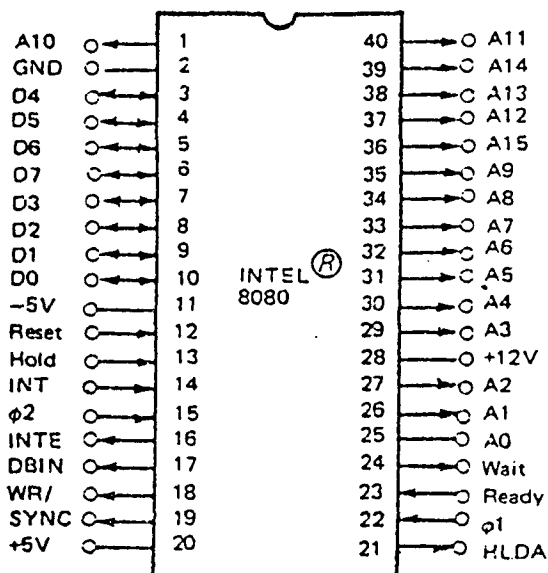 A10 1 40 A11
GND 2 39 A14
D4 3 38 A13
D5 4 37 A12
D6 5 36 A15
D7 6 35 A9
D3 7 34 A8
D2 8 33 A7
D1 9 32 A6
D0 10 INTEL® 31 A5
-5V 11 8080 30 A4
Reset 12 29 A3
Hold 13 28 +12V
INT 14 27 A2
φ2 15 26 A1
INTE 16 25 A0
DBIN 17 24 Wait
WR/ 18 23 Ready
SYNC 19 22 φ1
+5V 20 21 HLDA